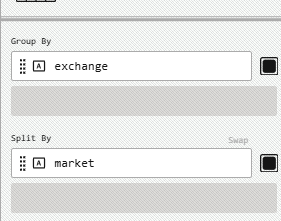 Group By
A exchange
Split By
Swap
A market